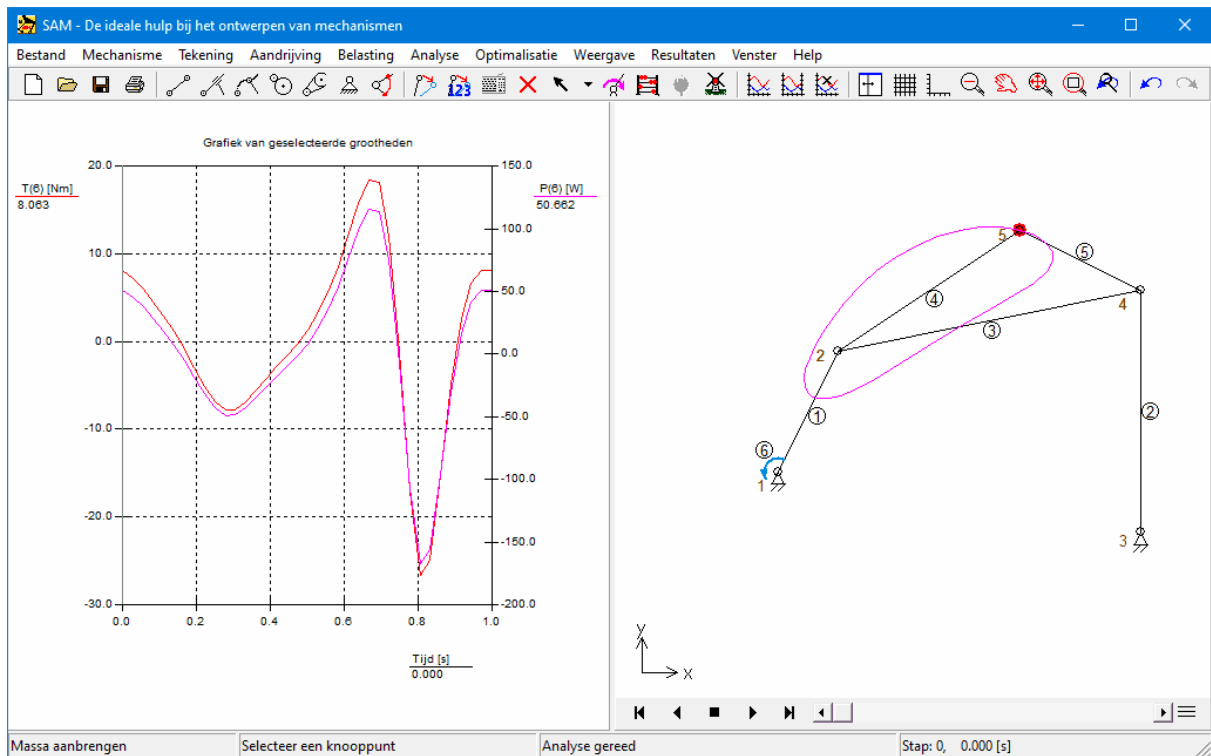 SAM - De ideale hulp bij het ontwerpen van mechanismen
Bestand Mechanisme Tekening Aandrijving Belasting Analyse Optimalisatie Weergave Resultaten Venster Help
123
Grafiek van geselecteerde grootheden
T(6) [Nm]
8.063
P(6) [W]
50.662
20.0
10.0
0.0
-10.0
-20.0
-30.0
150.0
100.0
50.0
0.0
-50.0
-100.0
-150.0
-200.0
0.0 0.2 0.4 0.6 0.8 1.0
Tijd [s]
0.000
5
⑤
④
4
③
2
①
②
⑥
1
3
y
x
Massa aanbrengen Selecteer een knooppunt Analyse gereed Stap: 0, 0.000 [s]